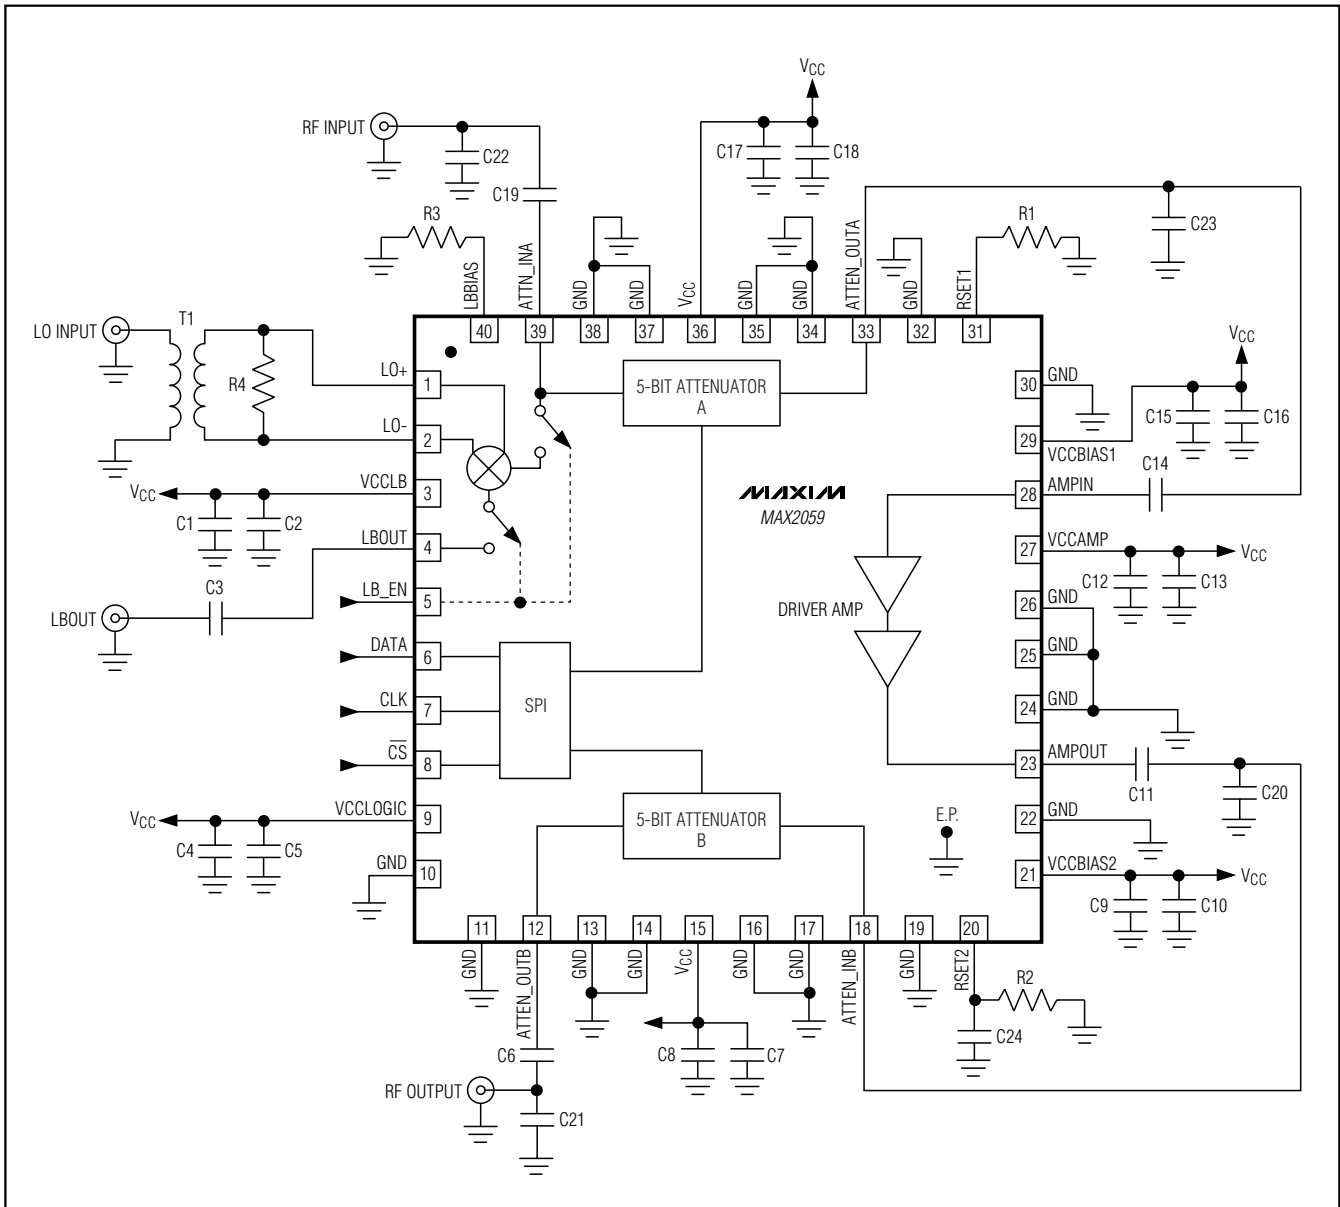 VCC
RF INPUT
C22
C17
C18
C19
R3
R1
C23
LBBIAS
ATTN_INA
GND
GND
VCC
GND
GND
ATTEN_OUTA
GND
RSET1
40
39
38
37
36
35
34
33
32
31
LO INPUT
T1
R4
LO+
1
LO-
2
VCC
VCCLB
3
C1
C2
LBOUT
4
C3
LBOUT
LB_EN
5
DATA
6
CLK
7
CS
8
VCC
VCCLOGIC
9
C4
C5
GND
10
5-BIT ATTENUATOR
A
MAXIM
MAX2059
DRIVER AMP
SPI
5-BIT ATTENUATOR
B
E.P.
30
GND
VCC
C15
C16
29
VCCBIAS1
C14
28
AMPIN
27
VCCAMP
VCC
C12
C13
26
GND
25
GND
24
GND
23
AMPOUT
C11
C20
22
GND
21
VCCBIAS2
VCC
C9
C10
11
12
13
14
15
16
17
18
19
20
GND
ATTEN_OUTB
GND
GND
VCC
GND
GND
ATTEN_INB
GND
RSET2
R2
C24
C6
C8
C7
RF OUTPUT
C21